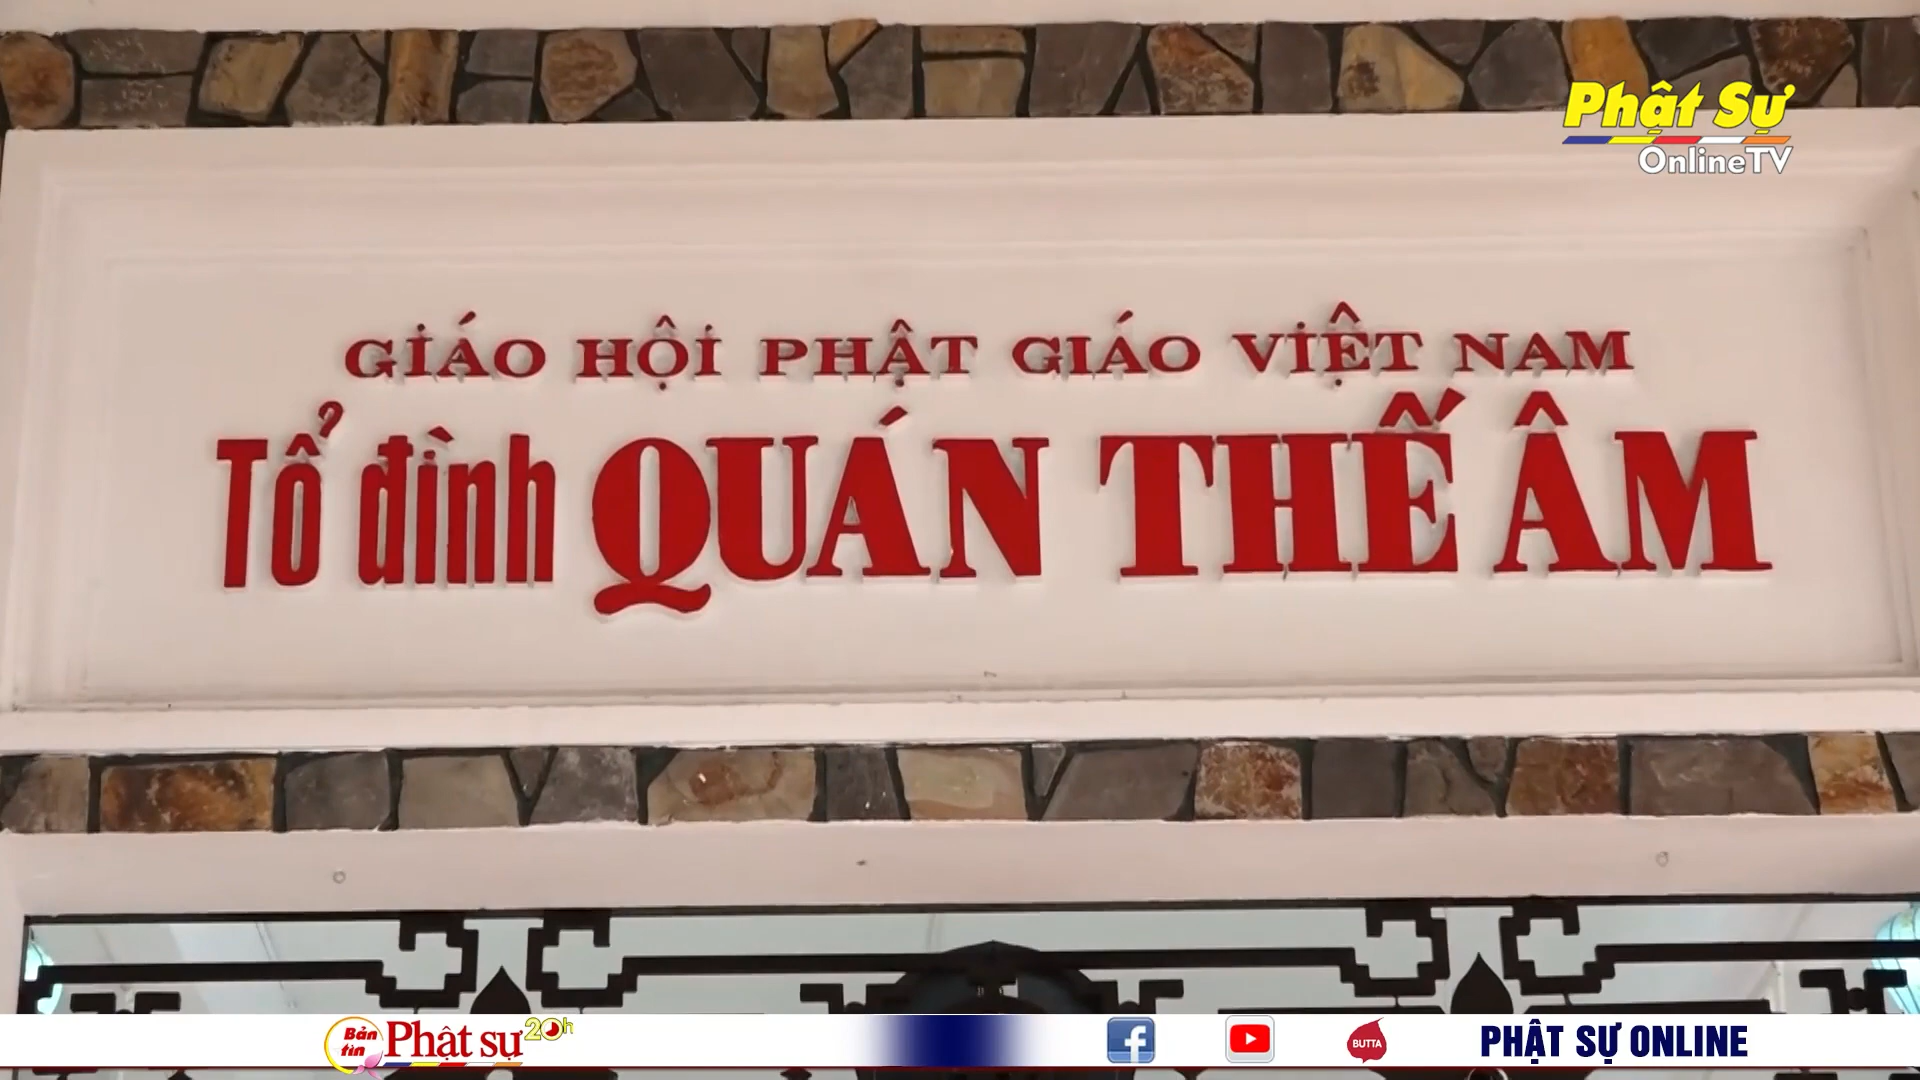 Phật Sự
OnlineTV
GIÁO HỘI PHẬT GIÁO VIỆT NAM
Tổ đình QUÁN THẾ ÂM
Bản tin Phật sự 20h
BUTTA
PHẬT SỰ ONLINE